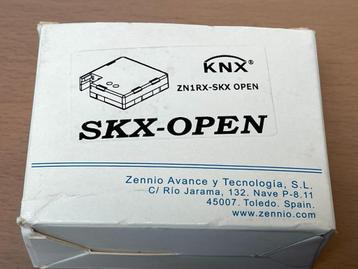 KNX®
ZN1RX-SKX OPEN
SKX-OPEN
Zennio Avance y Tecnología, S.L.
C/ Río Jarama, 132. Nave P-8.11
45007. Toledo. Spain.
www.zennio.com